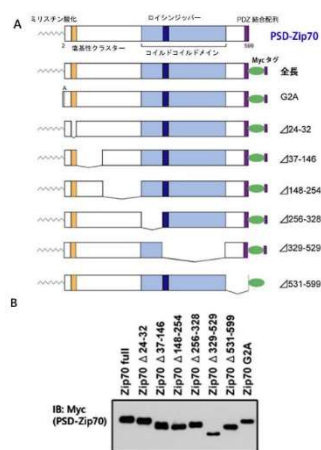 A
ミリスチン酸化
ロイシンジッパー
PDZ 結合配列
2
599
PSD-Zip70
塩基性クラスター
コイルドコイルドメイン
Myc タグ
全長
A
G2A
⊿24-32
⊿37-146
⊿148-254
⊿256-328
⊿329-529
⊿531-599
B
Zip70 full
Zip70 Δ 24-32
Zip70 Δ 37-146
Zip70 Δ 148-254
Zip70 Δ 256-328
Zip70 Δ 329-529
Zip70 Δ 531-599
Zip70 G2A
IB: Myc
(PSD-Zip70)